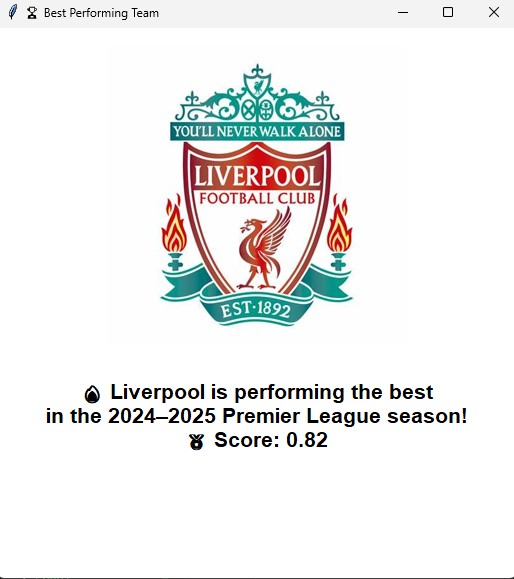 🏆 Best Performing Team
YOU'LL NEVER WALK ALONE
LIVERPOOL
FOOTBALL CLUB
EST·1892
🔥 Liverpool is performing the best
in the 2024–2025 Premier League season!
🏅 Score: 0.82